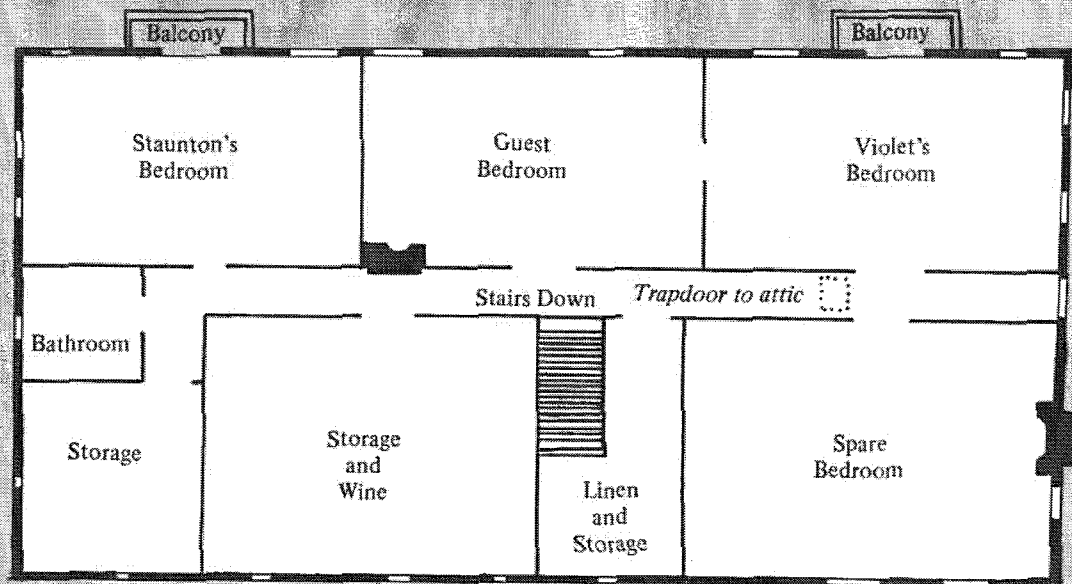 Balcony
Balcony
Staunton's
Bedroom
Guest
Bedroom
Violet's
Bedroom
Stairs Down
Trapdoor to attic
Bathroom
Storage
Storage
and
Wine
Linen
and
Storage
Spare
Bedroom